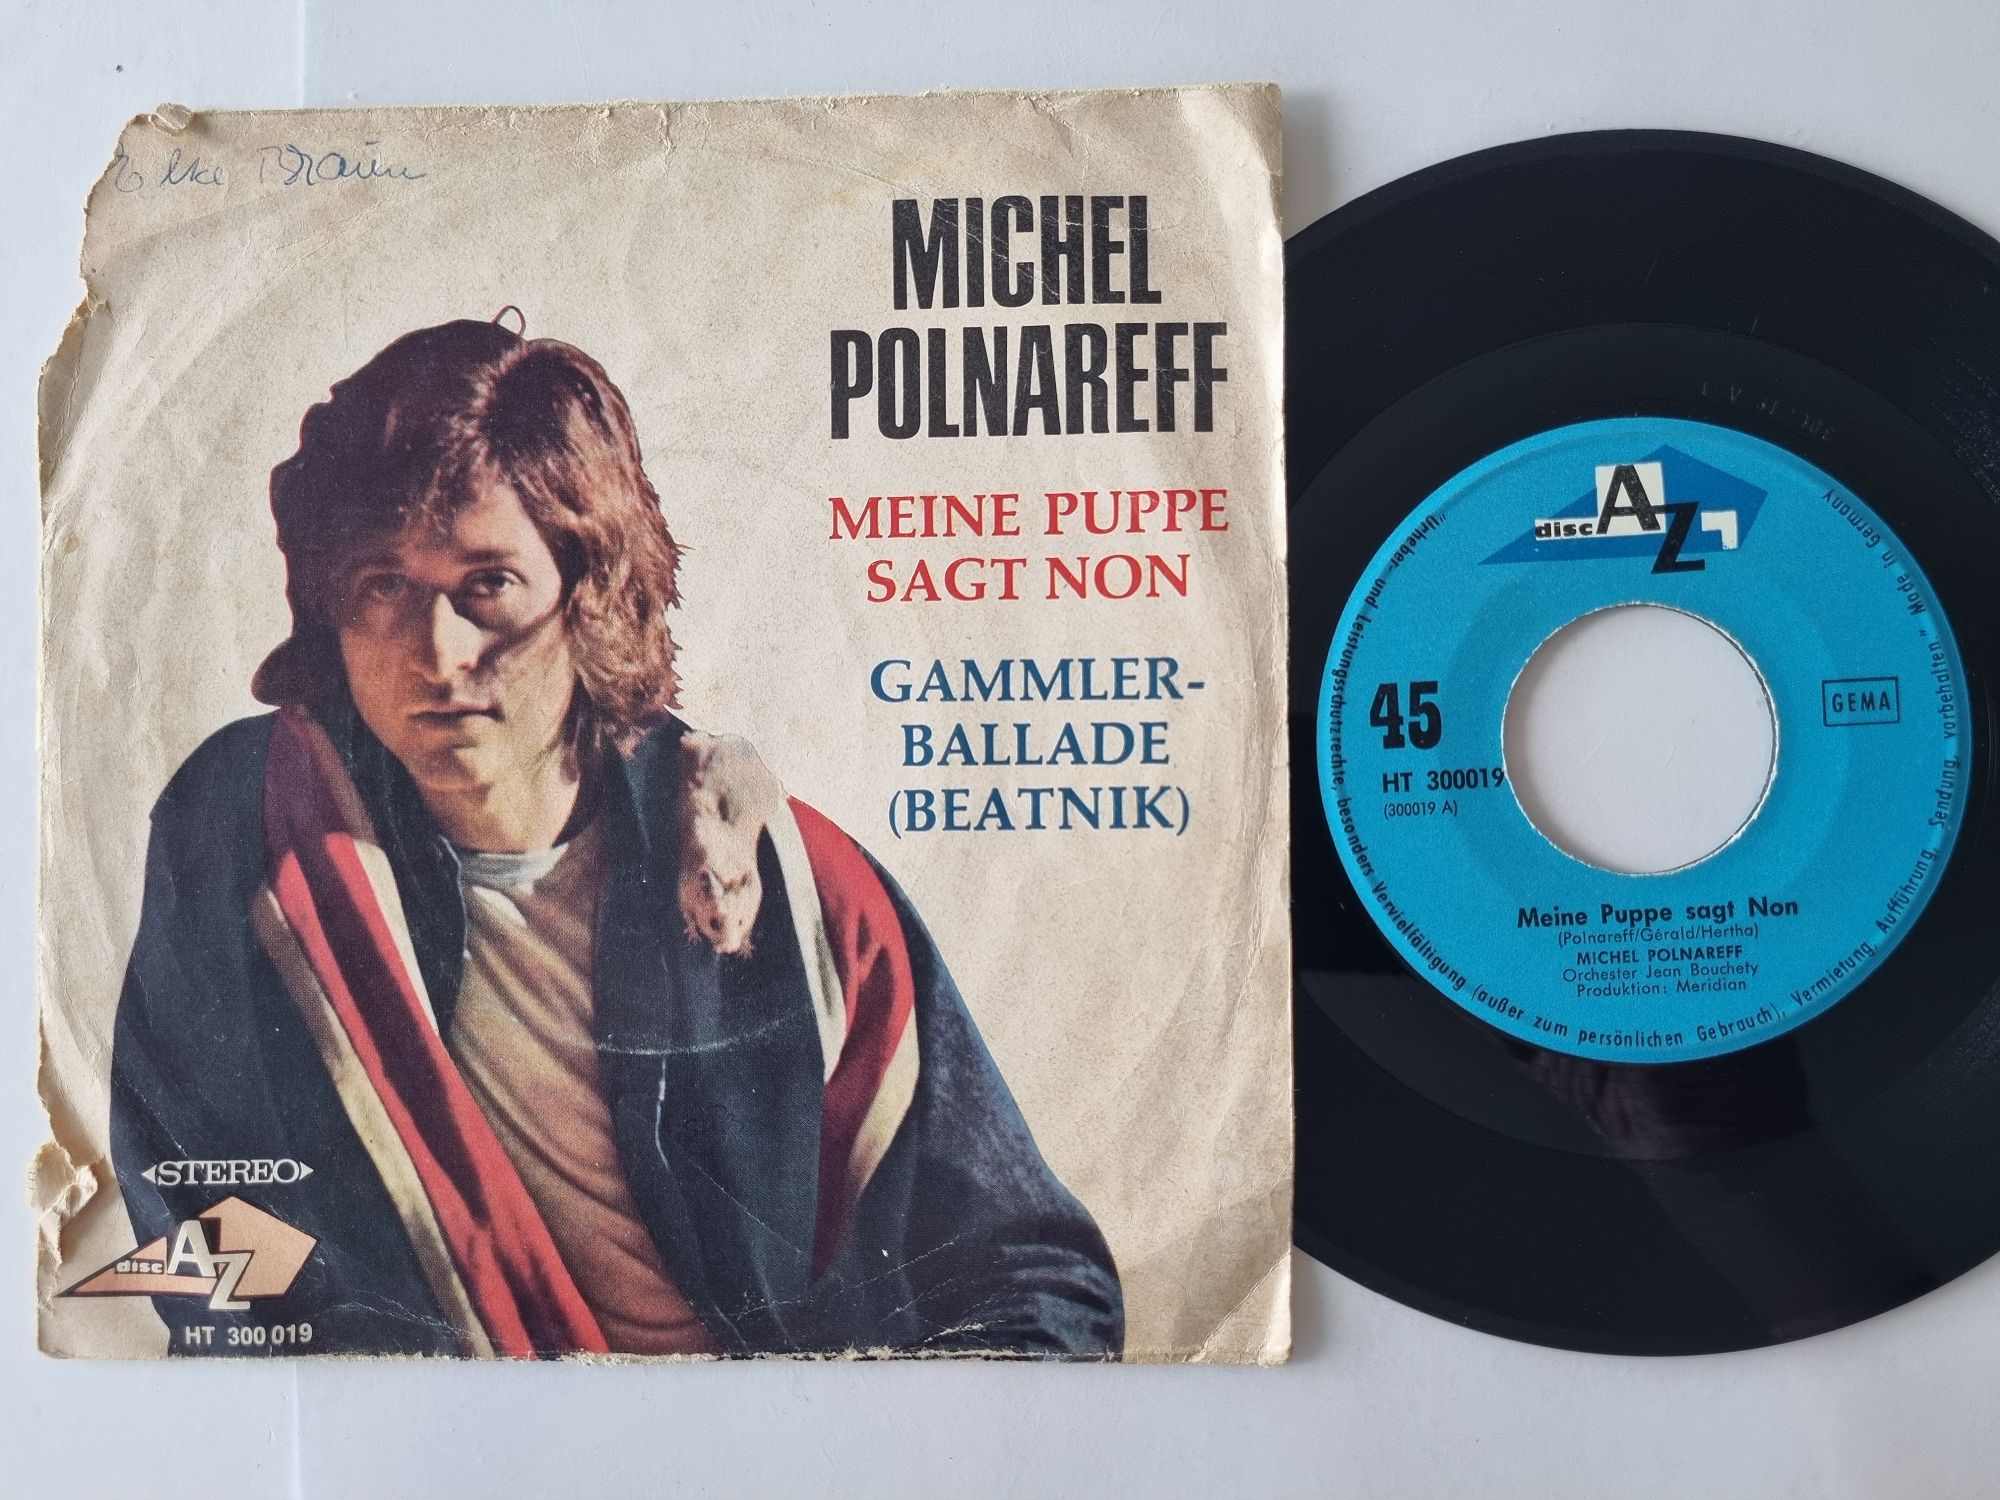 Elke Braun
MICHEL
POLNAREFF
MEINE PUPPE
SAGT NON
GAMMLER-
BALLADE
(BEATNIK)
STEREO
disc AZ
HT 300 019
disc AZ
"Urheber- und Leistungsschutzrechte, besonders Vervielfältigung (außer zum persönlichen Gebrauch), Vermietung, Aufführung, Sendung, vorbehalten." Made in Germany
45
GEMA
HT 300019
(300019 A)
Meine Puppe sagt Non
(Polnareff/Gérald/Hertha)
MICHEL POLNAREFF
Orchester Jean Bouchety
Produktion: Meridian